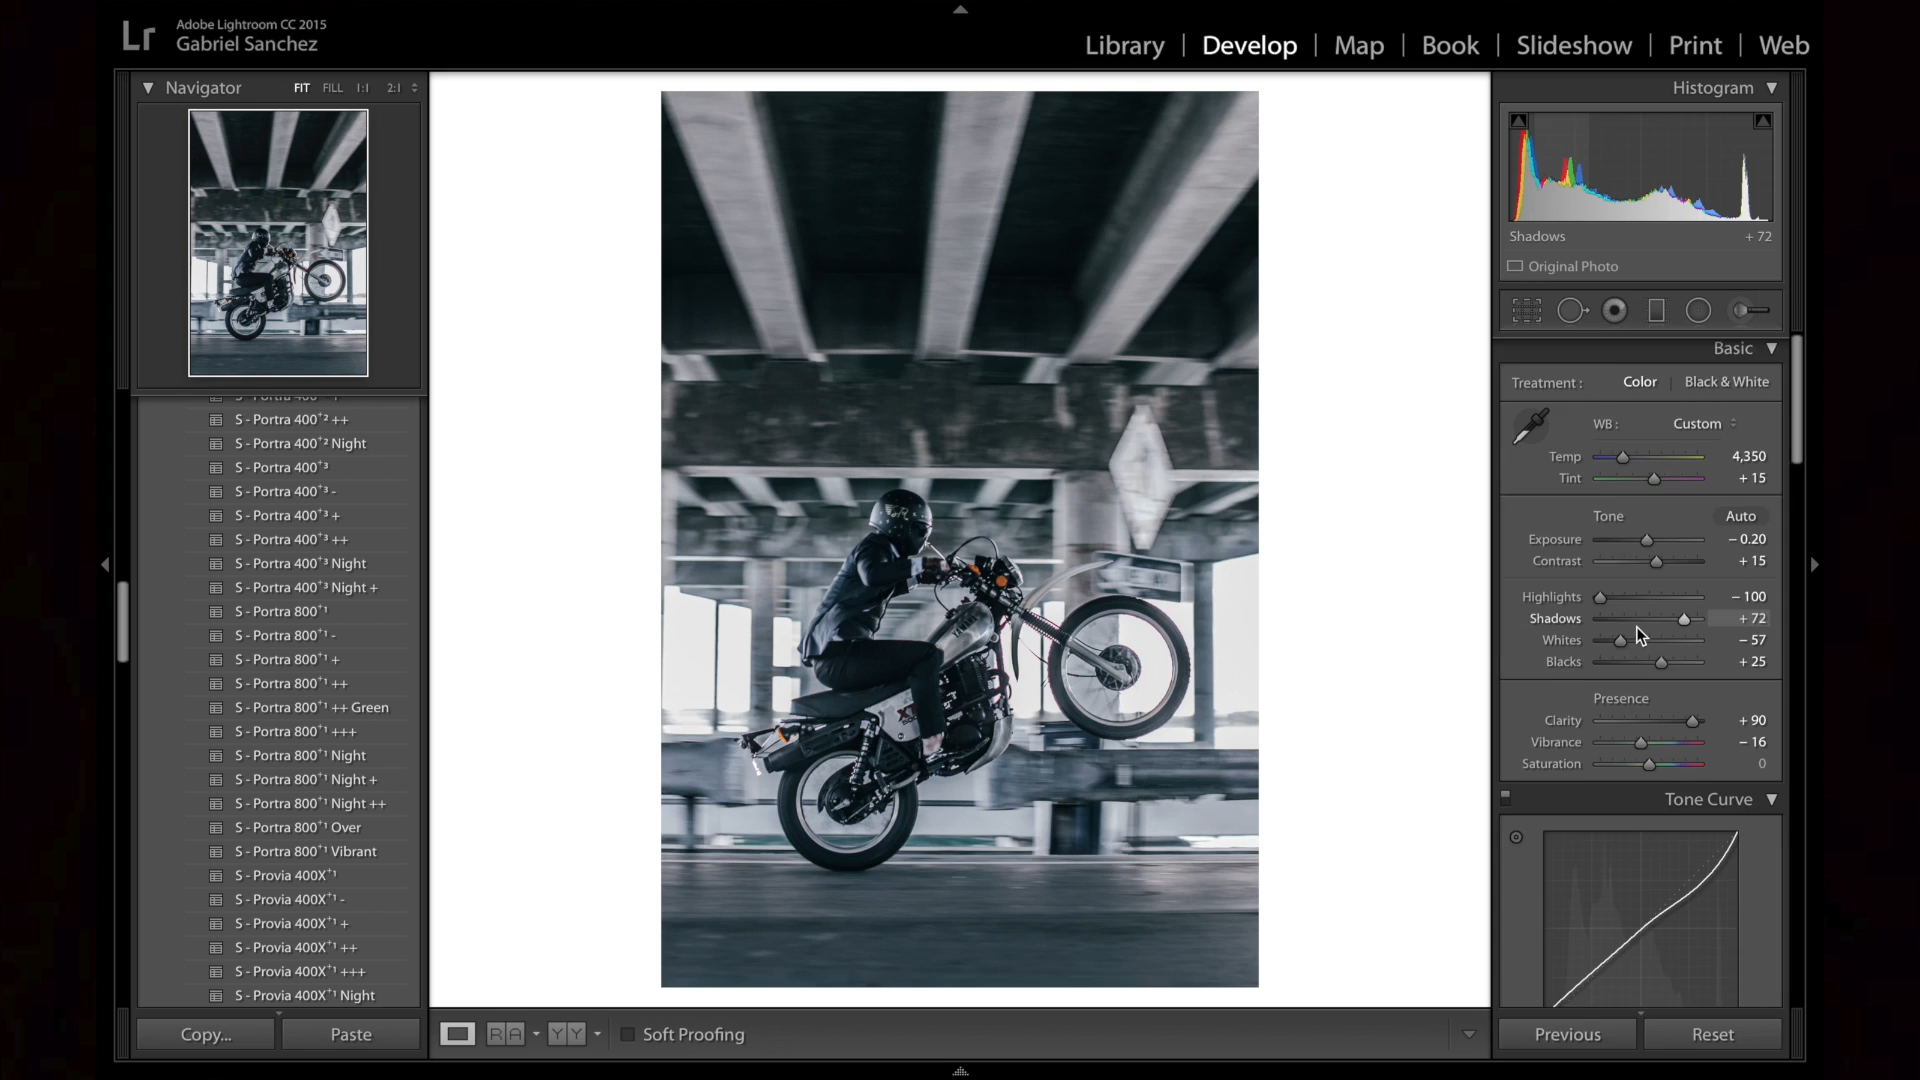 Lr
Adobe Lightroom CC 2015
Gabriel Sanchez
Library | Develop | Map | Book | Slideshow | Print | Web
Navigator FIT FILL 1:1 2:1
S - Portra 400⁺² ++
S - Portra 400⁺² Night
S - Portra 400⁺³
S - Portra 400⁺³ -
S - Portra 400⁺³ +
S - Portra 400⁺³ ++
S - Portra 400⁺³ Night
S - Portra 400⁺³ Night +
S - Portra 800⁺¹
S - Portra 800⁺¹ -
S - Portra 800⁺¹ +
S - Portra 800⁺¹ ++
S - Portra 800⁺¹ ++ Green
S - Portra 800⁺¹ +++
S - Portra 800⁺¹ Night
S - Portra 800⁺¹ Night +
S - Portra 800⁺¹ Night ++
S - Portra 800⁺¹ Over
S - Portra 800⁺¹ Vibrant
S - Provia 400X⁺¹
S - Provia 400X⁺¹ -
S - Provia 400X⁺¹ +
S - Provia 400X⁺¹ ++
S - Provia 400X⁺¹ +++
S - Provia 400X⁺¹ Night
Copy...
Paste
YAMAHA
XT
R A
Y Y
Soft Proofing
Histogram
Shadows + 72
Original Photo
Basic
Treatment : Color | Black & White
WB : Custom
Temp 4,350
Tint + 15
Tone Auto
Exposure – 0.20
Contrast + 15
Highlights – 100
Shadows + 72
Whites – 57
Blacks + 25
Presence
Clarity + 90
Vibrance – 16
Saturation 0
Tone Curve
Previous
Reset